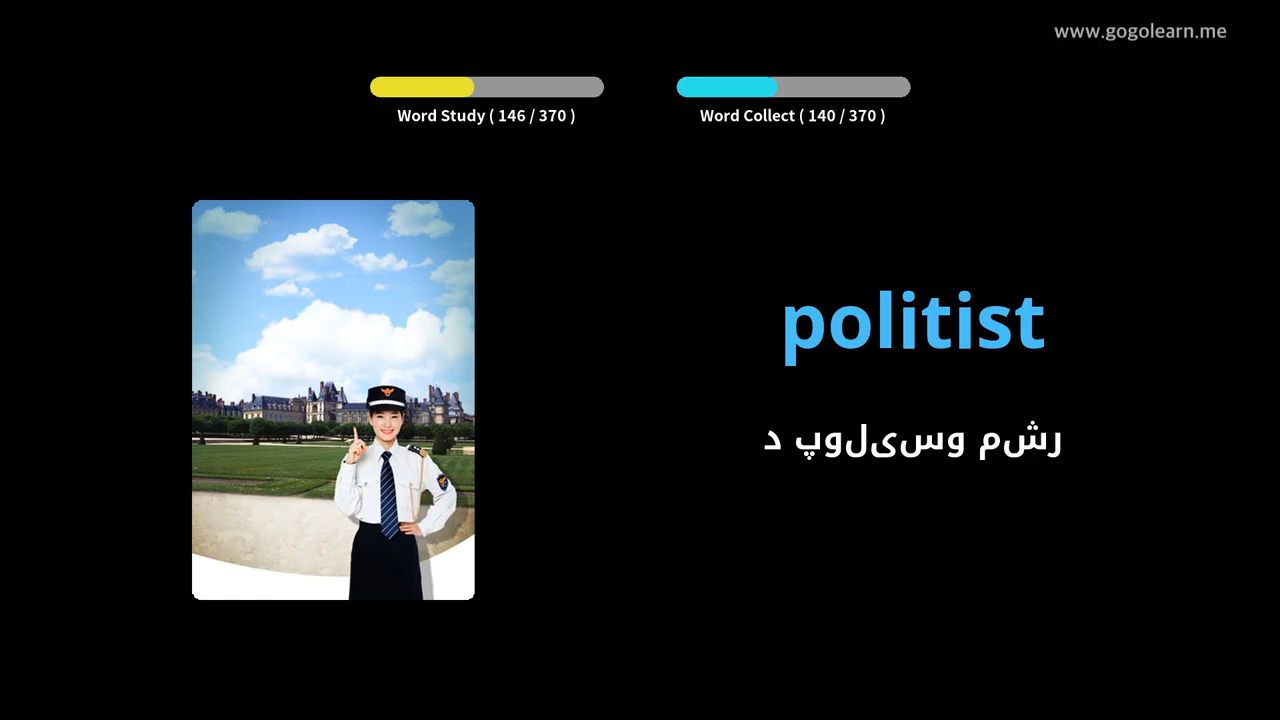 www.gogolearn.me
Word Study ( 146 / 370 )
Word Collect ( 140 / 370 )
politist
رشم وسیلوپ د